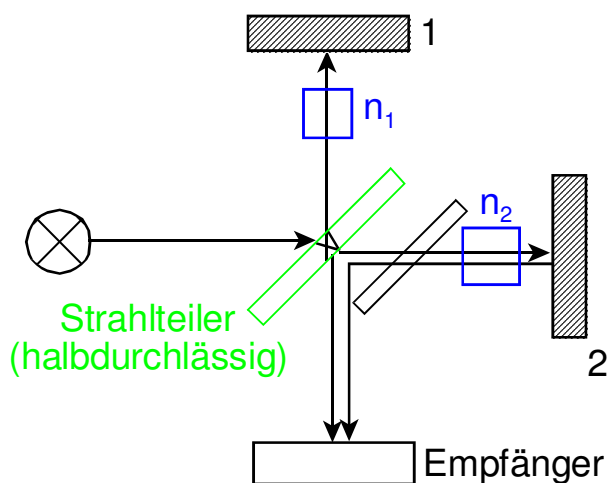 1
n₁
n₂
Strahlteiler
(halbdurchlässig)
2
Empfänger